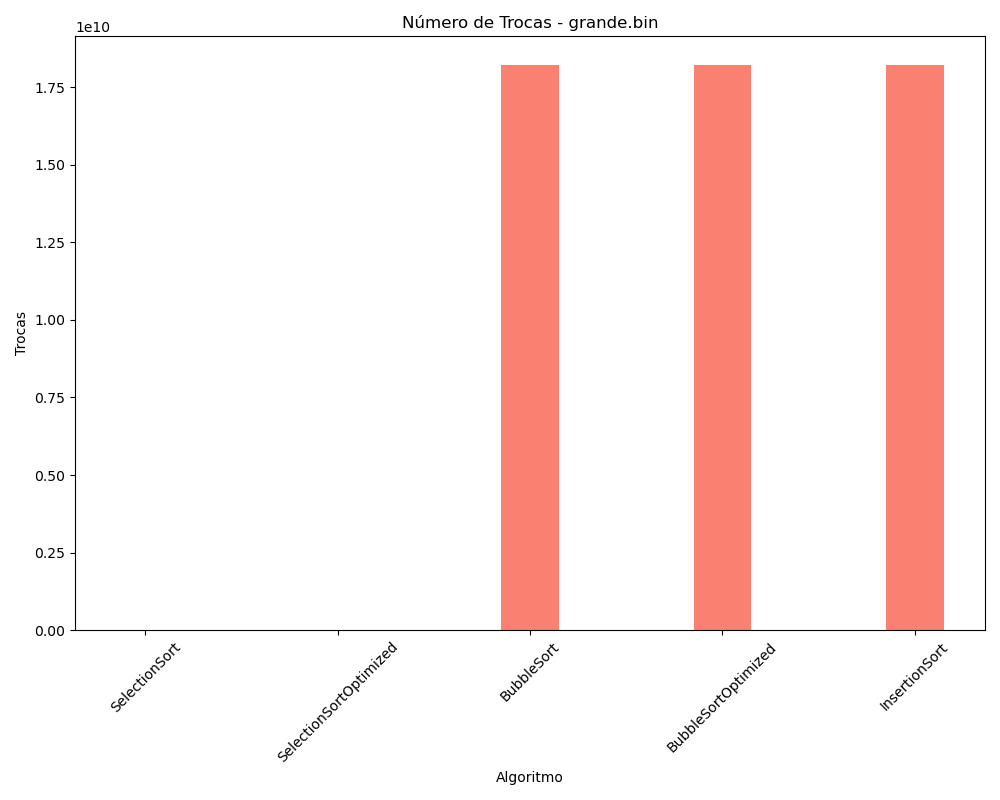 Número de Trocas - grande.bin
1e10
1.75
1.50
1.25
1.00
0.75
0.50
0.25
0.00
Trocas
SelectionSort
SelectionSortOptimized
BubbleSort
BubbleSortOptimized
InsertionSort
Algoritmo